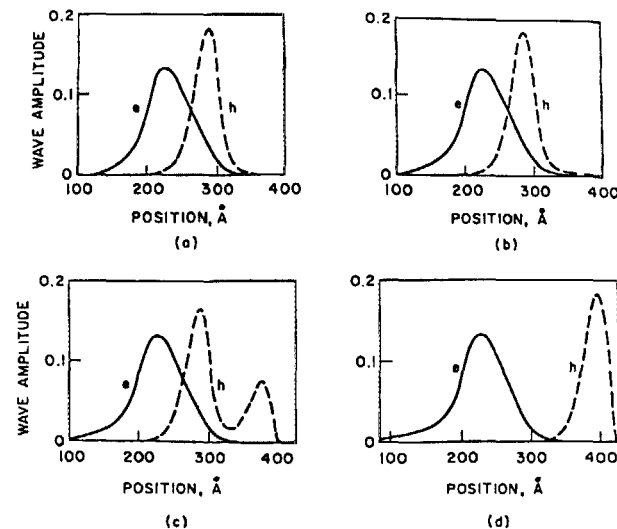 WAVE AMPLITUDE
0.2
0.1
0
e
h
100
200
300
400
POSITION, Å
(a)
0.2
0.1
0
e
h
100
200
300
400
POSITION, Å
(b)
WAVE AMPLITUDE
0.2
0.1
0
e
h
100
200
300
400
POSITION, Å
(c)
0.2
0.1
0
e
h
100
200
300
400
POSITION, Å
(d)